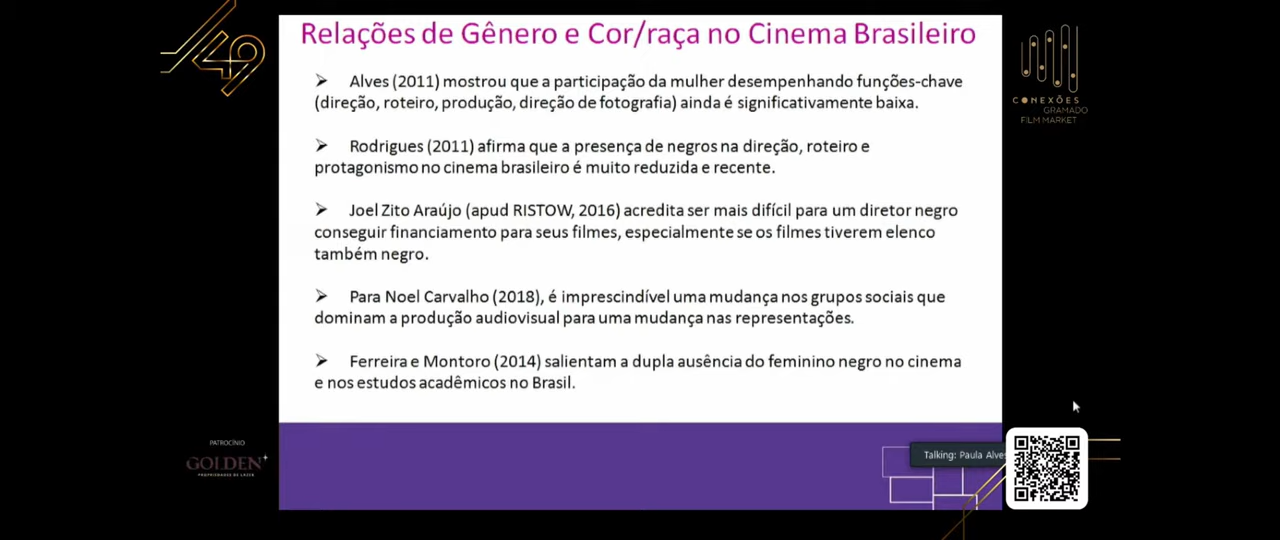 Relações de Gênero e Cor/raça no Cinema Brasileiro
49
➢ Alves (2011) mostrou que a participação da mulher desempenhando funções-chave
(direção, roteiro, produção, direção de fotografia) ainda é significativamente baixa.
CONEXÕES
GRAMADO
FILM MARKET
➢ Rodrigues (2011) afirma que a presença de negros na direção, roteiro e
protagonismo no cinema brasileiro é muito reduzida e recente.
➢ Joel Zito Araújo (apud RISTOW, 2016) acredita ser mais difícil para um diretor negro
conseguir financiamento para seus filmes, especialmente se os filmes tiverem elenco
também negro.
➢ Para Noel Carvalho (2018), é imprescindível uma mudança nos grupos sociais que
dominam a produção audiovisual para uma mudança nas representações.
➢ Ferreira e Montoro (2014) salientam a dupla ausência do feminino negro no cinema
e nos estudos acadêmicos no Brasil.
PATROCÍNIO
GOLDEN
PROPRIEDADES DE LAZER
Talking: Paula Alves